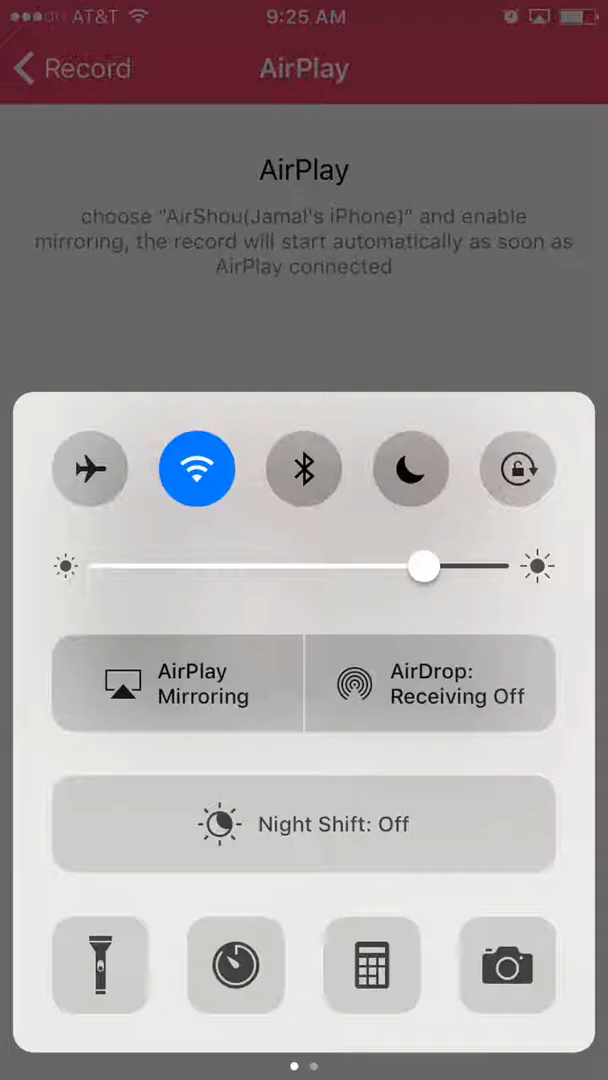 AT&T 9:25 AM
Record AirPlay
AirPlay
choose "AirShou(Jamal's iPhone)" and enable
mirroring, the record will start automatically as soon as
AirPlay connected
AirPlay
Mirroring
AirDrop:
Receiving Off
Night Shift: Off